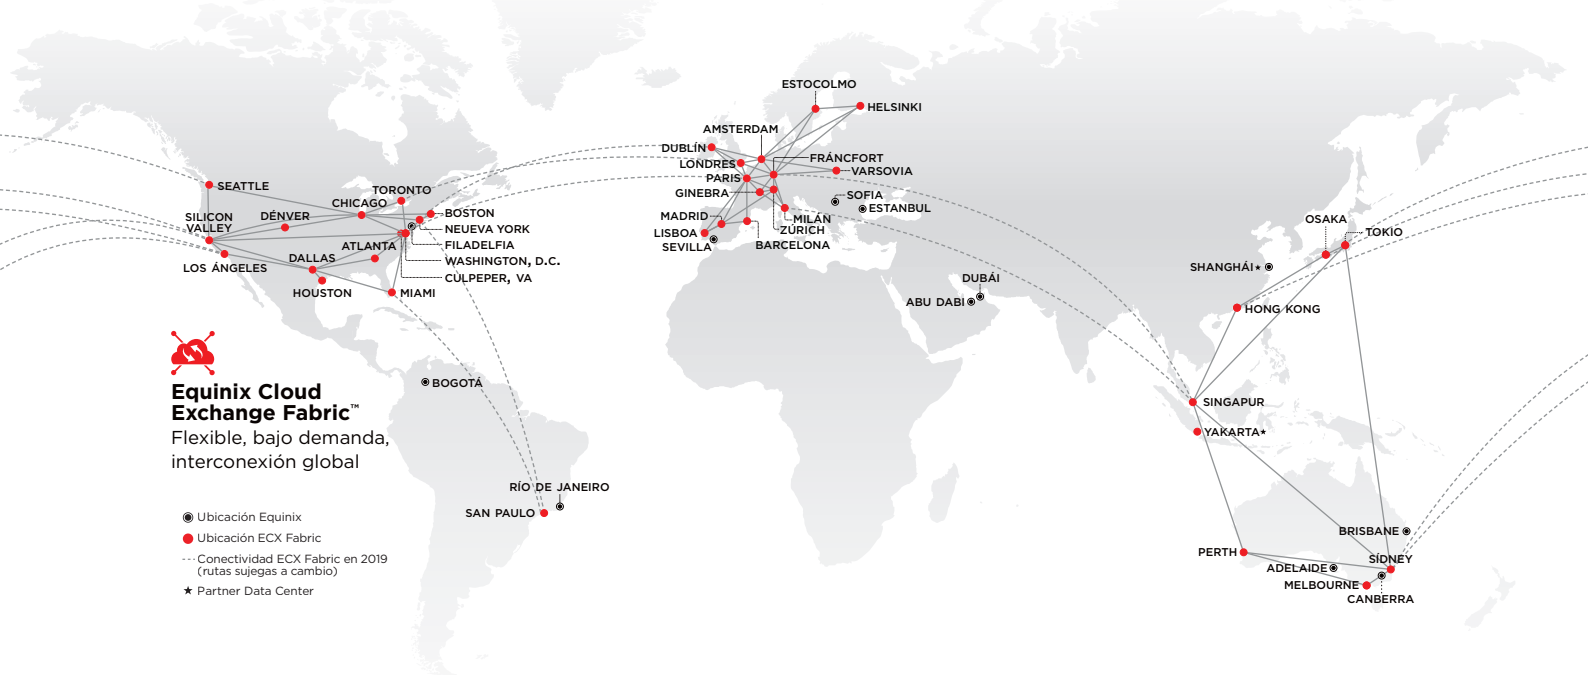 ESTOCOLMO
HELSINKI
AMSTERDAM
DUBLÍN
LONDRES
FRÁNCFORT
PARIS
VARSOVIA
GINEBRA
SOFIA
ESTANBUL
MADRID
MILÁN
LISBOA
ZÚRICH
SEVILLA
BARCELONA
SEATTLE
TORONTO
CHICAGO
SILICON
VALLEY
DÉNVER
BOSTON
NEUEVA YORK
ATLANTA
FILADELFIA
DALLAS
WASHINGTON, D.C.
LOS ÁNGELES
CULPEPER, VA
HOUSTON
MIAMI
OSAKA
TOKIO
SHANGHÁI★
DUBÁI
ABU DABI
HONG KONG
Equinix Cloud
Exchange Fabric™
Flexible, bajo demanda,
interconexión global
BOGOTÁ
SINGAPUR
YAKARTA★
RÍO DE JANEIRO
SAN PAULO
BRISBANE
PERTH
SÍDNEY
ADELAIDE
MELBOURNE
CANBERRA
Ubicación Equinix
Ubicación ECX Fabric
Conectividad ECX Fabric en 2019
(rutas sujegas a cambio)
★ Partner Data Center